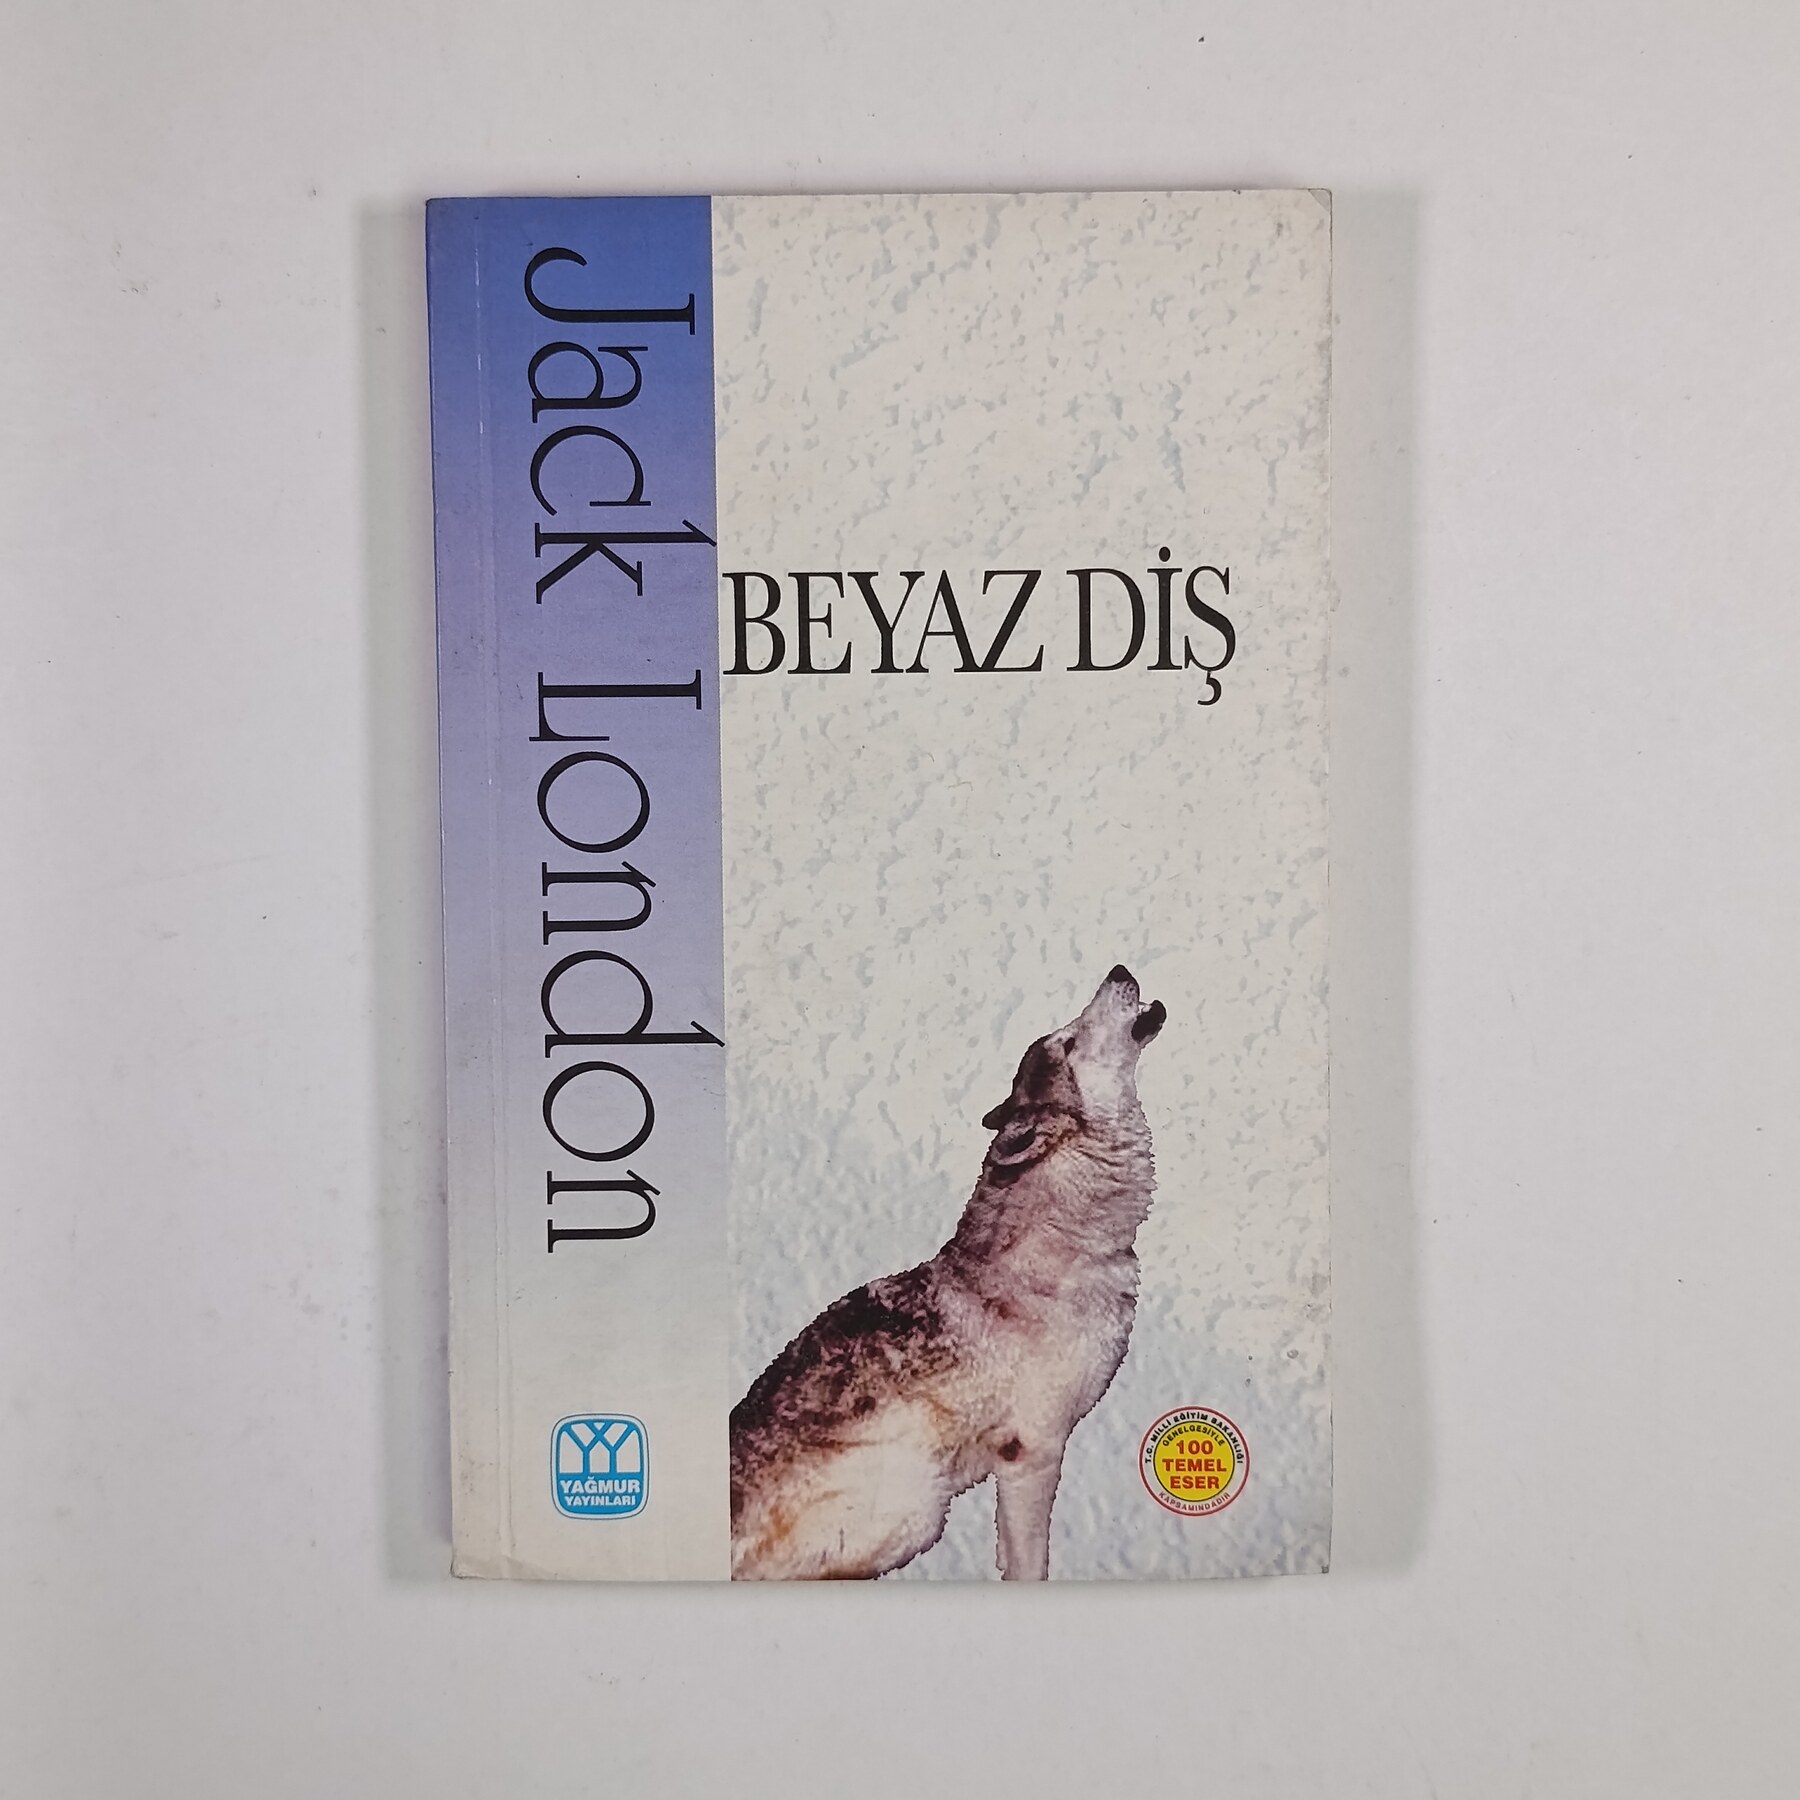 Jack London
BEYAZ DİŞ
YAĞMUR
YAYINLARI
T.C. MİLLİ EĞİTİM BAKANLIĞI
GENELGESİYLE
100
TEMEL
ESER
KAPSAMINDADIR